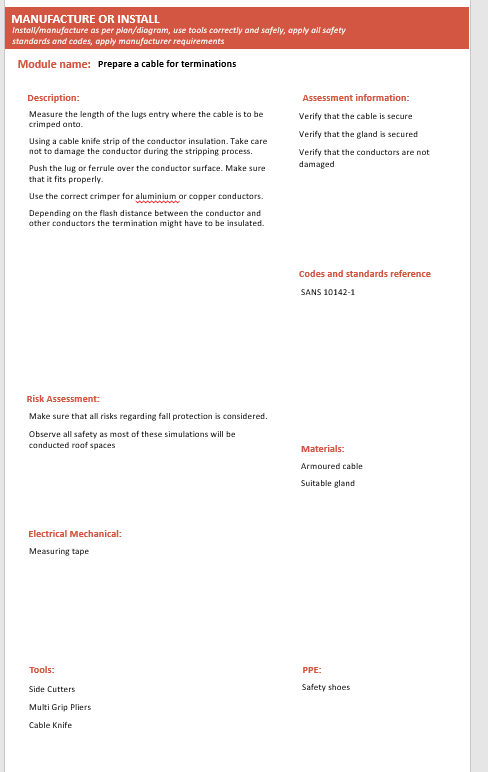 MANUFACTURE OR INSTALL
Install/manufacture as per plan/diagram, use tools correctly and safely, apply all safety
standards and codes, apply manufacturer requirements
Module name: Prepare a cable for terminations
Description:
Measure the length of the lugs entry where the cable is to be
crimped onto.
Using a cable knife strip of the conductor insulation. Take care
not to damage the conductor during the stripping process.
Push the lug or ferrule over the conductor surface. Make sure
that it fits properly.
Use the correct crimper for aluminium or copper conductors.
Depending on the flash distance between the conductor and
other conductors the termination might have to be insulated.
Assessment information:
Verify that the cable is secure
Verify that the gland is secured
Verify that the conductors are not
damaged
Codes and standards reference
SANS 10142-1
Risk Assessment:
Make sure that all risks regarding fall protection is considered.
Observe all safety as most of these simulations will be
conducted roof spaces
Materials:
Armoured cable
Suitable gland
Electrical Mechanical:
Measuring tape
Tools:
Side Cutters
Multi Grip Pliers
Cable Knife
PPE:
Safety shoes